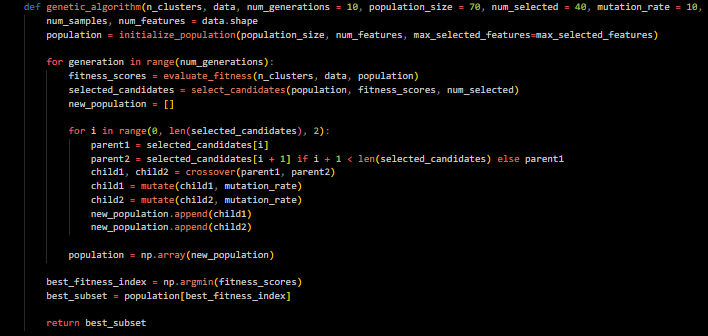 def genetic_algorithm(n_clusters, data, num_generations = 10, population_size = 70, num_selected = 40, mutation_rate = 10,
    num_samples, num_features = data.shape
    population = initialize_population(population_size, num_features, max_selected_features=max_selected_features)

    for generation in range(num_generations):
        fitness_scores = evaluate_fitness(n_clusters, data, population)
        selected_candidates = select_candidates(population, fitness_scores, num_selected)
        new_population = []

        for i in range(0, len(selected_candidates), 2):
            parent1 = selected_candidates[i]
            parent2 = selected_candidates[i + 1] if i + 1 < len(selected_candidates) else parent1
            child1, child2 = crossover(parent1, parent2)
            child1 = mutate(child1, mutation_rate)
            child2 = mutate(child2, mutation_rate)
            new_population.append(child1)
            new_population.append(child2)

        population = np.array(new_population)

    best_fitness_index = np.argmin(fitness_scores)
    best_subset = population[best_fitness_index]

    return best_subset